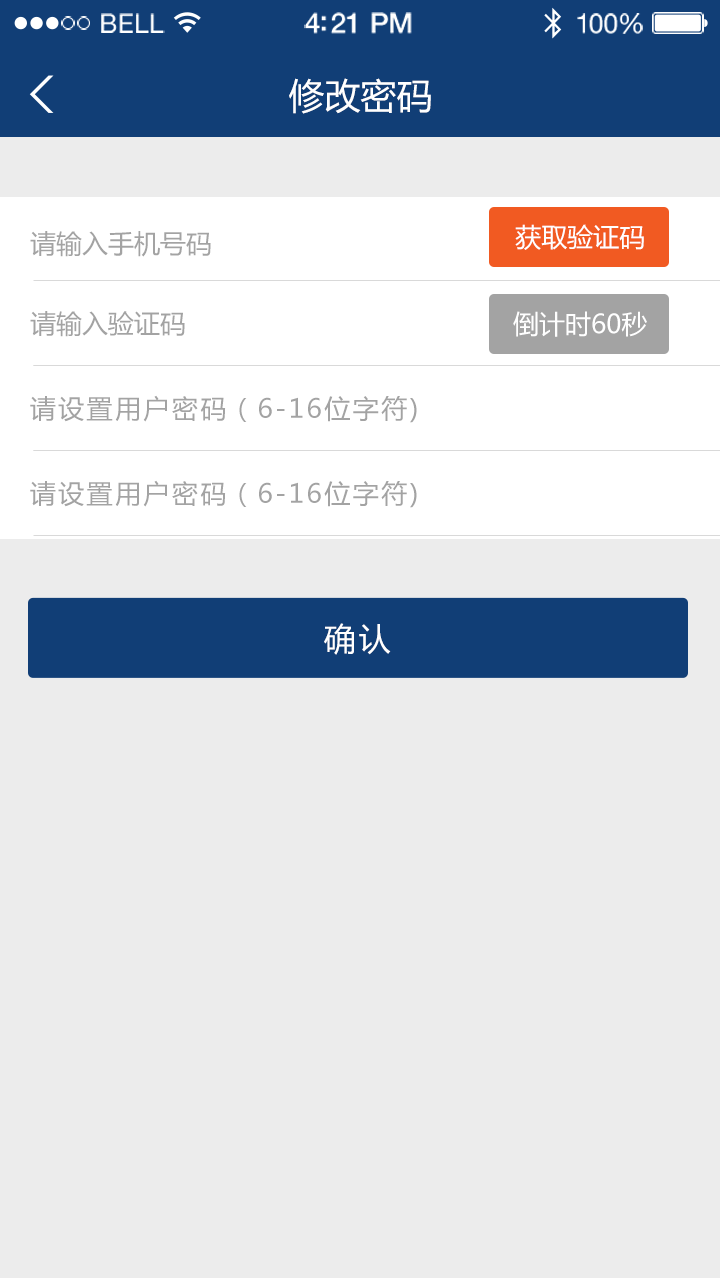 BELL 4:21 PM 100%
修改密码
请输入手机号码 获取验证码
请输入验证码 倒计时60秒
请设置用户密码 ( 6-16位字符)
请设置用户密码 ( 6-16位字符)
确认